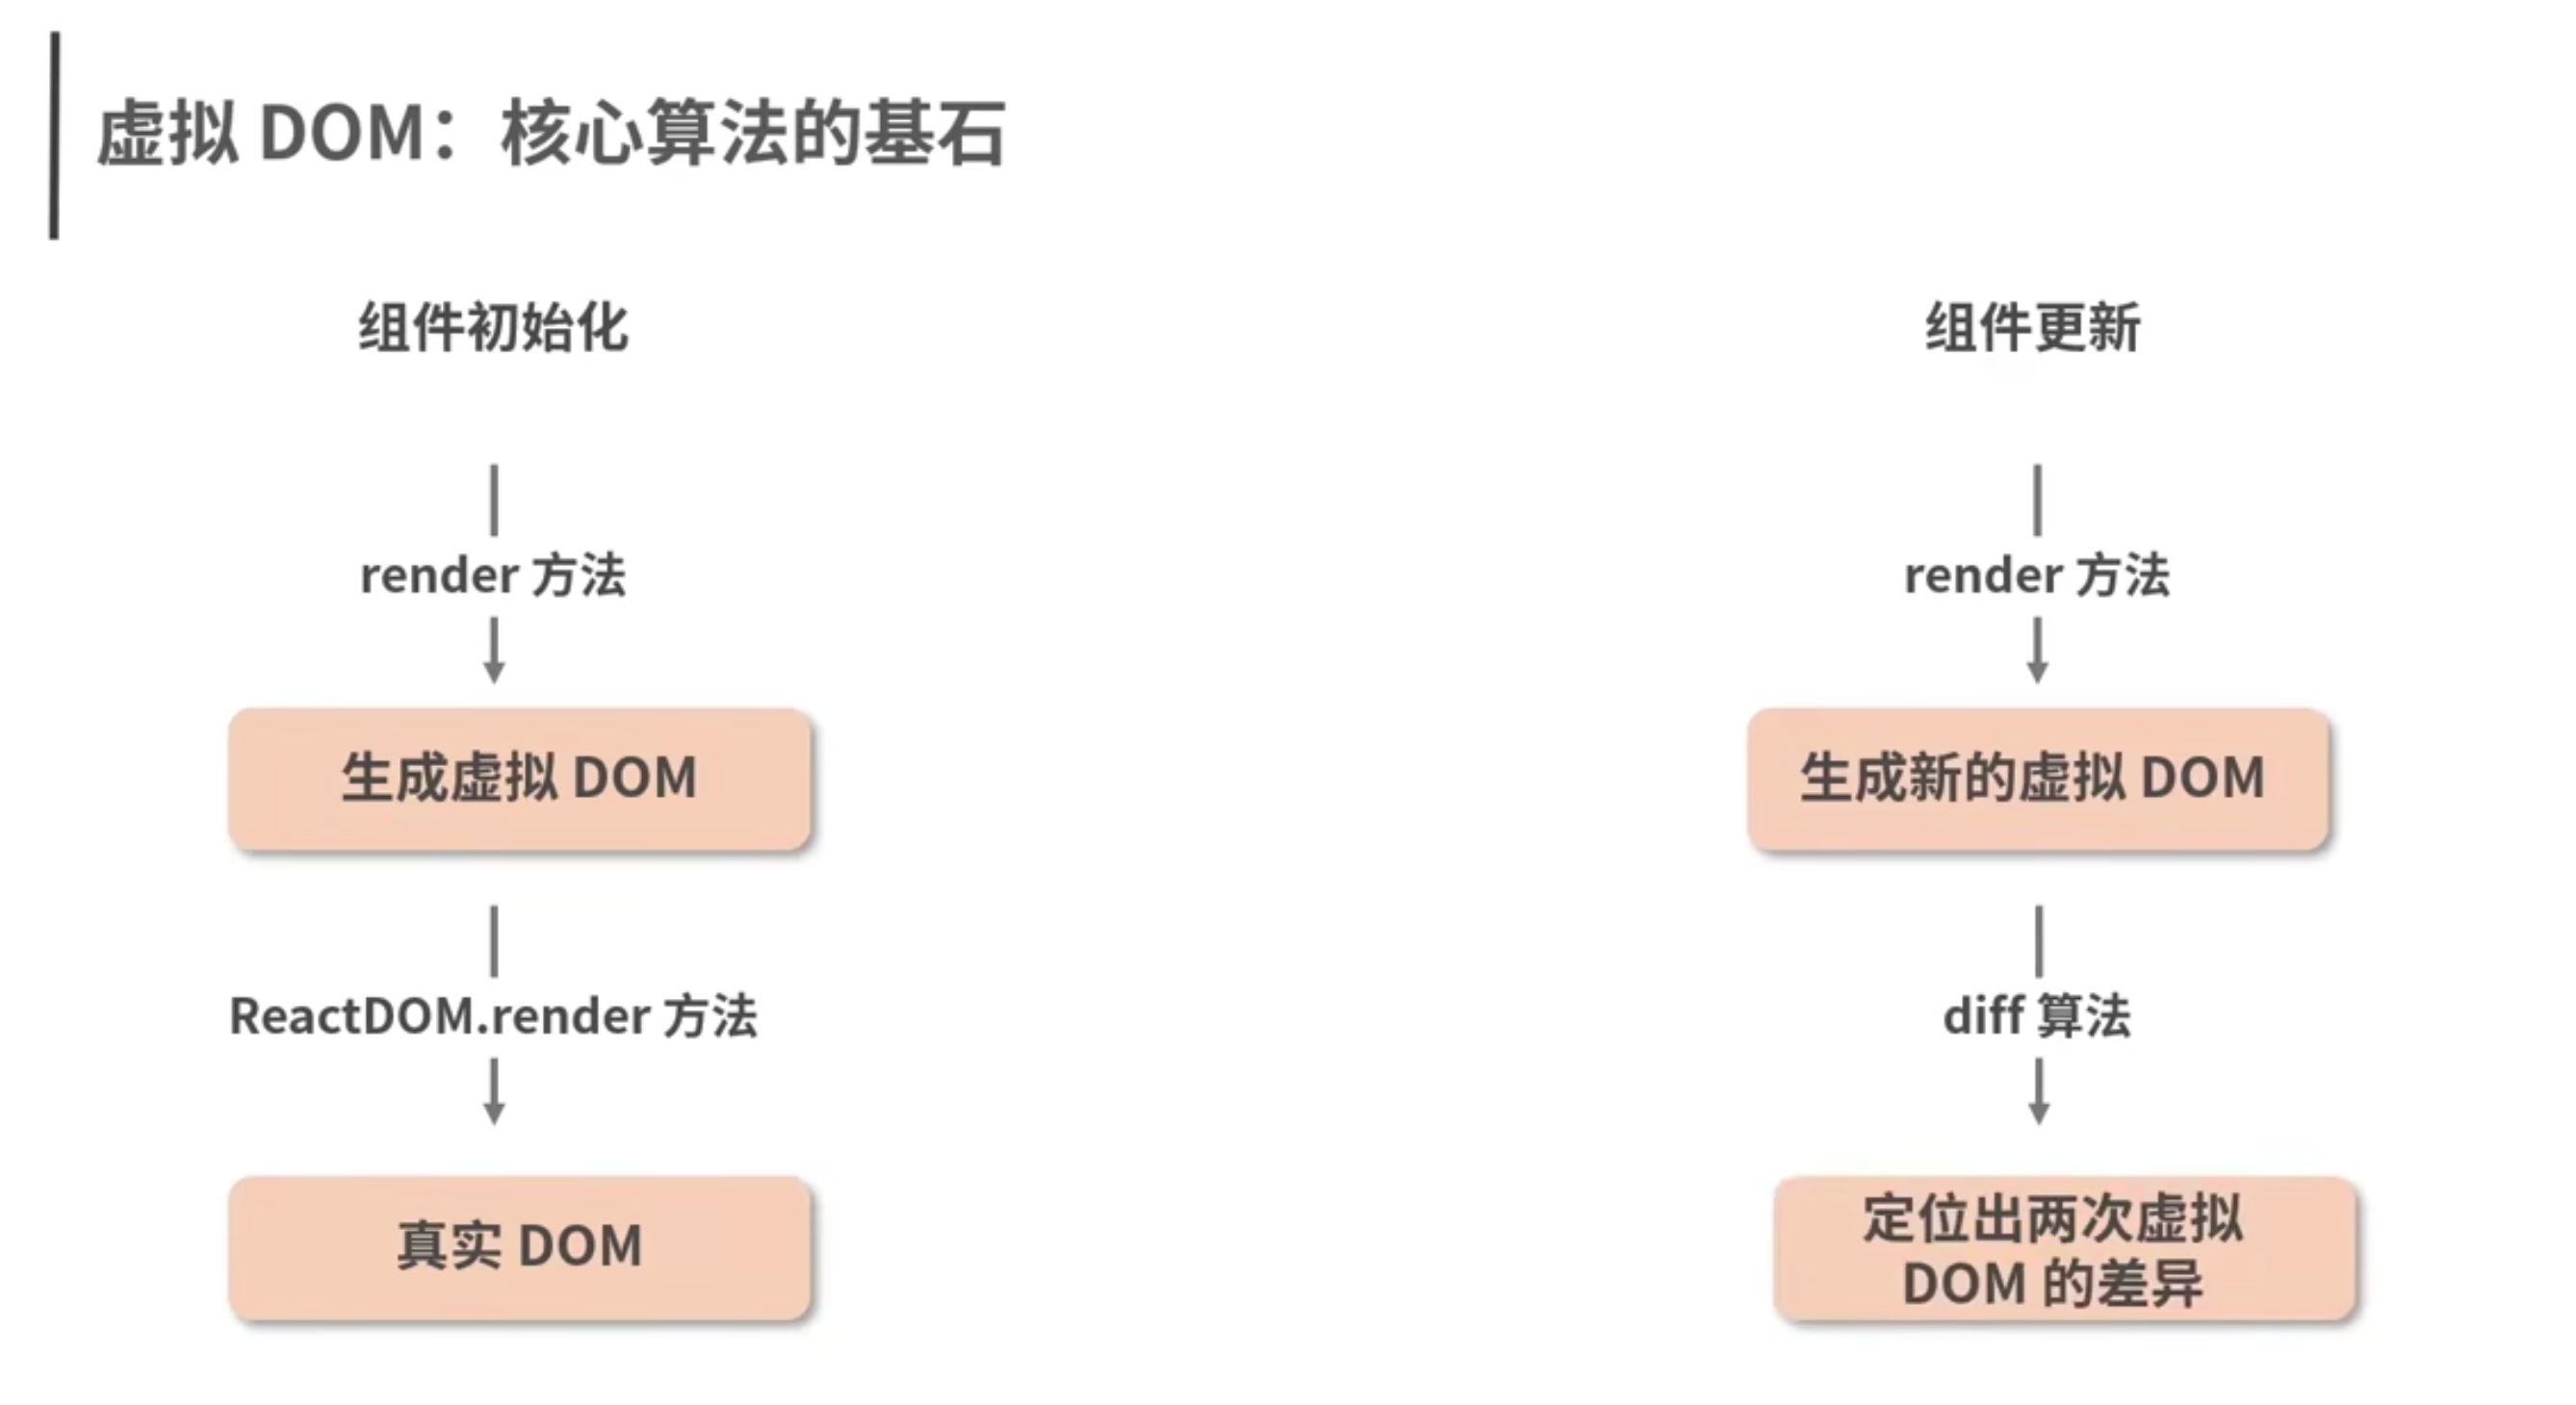 虚拟 DOM：核心算法的基石
组件初始化
render 方法
生成虚拟 DOM
ReactDOM.render 方法
真实 DOM
组件更新
render 方法
生成新的虚拟 DOM
diff 算法
定位出两次虚拟
DOM 的差异